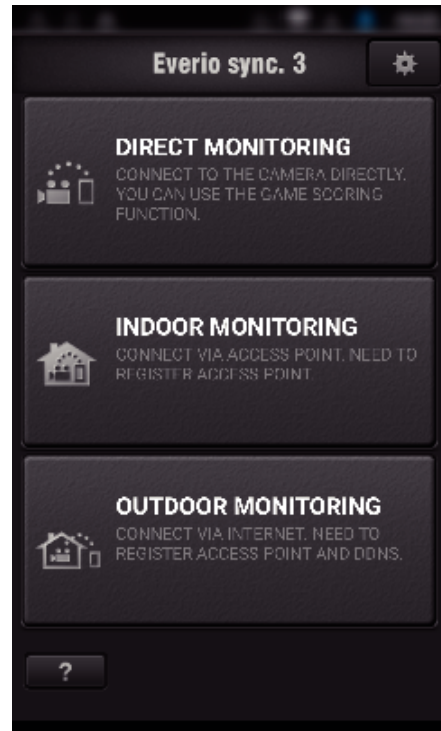 Everio sync. 3
DIRECT MONITORING
CONNECT TO THE CAMERA DIRECTLY.
YOU CAN USE THE GAME SCORING
FUNCTION.
INDOOR MONITORING
CONNECT VIA ACCESS POINT. NEED TO
REGISTER ACCESS POINT.
OUTDOOR MONITORING
CONNECT VIA INTERNET. NEED TO
REGISTER ACCESS POINT AND DDNS.
?